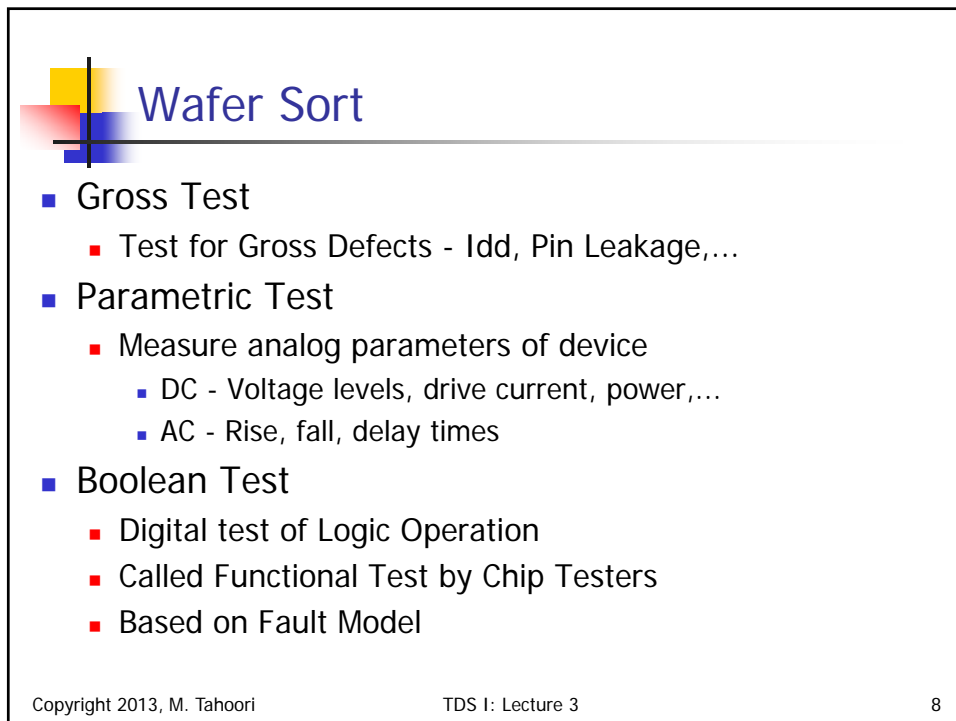 Wafer Sort
Gross Test
Test for Gross Defects - Idd, Pin Leakage,...
Parametric Test
Measure analog parameters of device
DC - Voltage levels, drive current, power,...
AC - Rise, fall, delay times
Boolean Test
Digital test of Logic Operation
Called Functional Test by Chip Testers
Based on Fault Model
Copyright 2013, M. Tahoori TDS I: Lecture 3 8